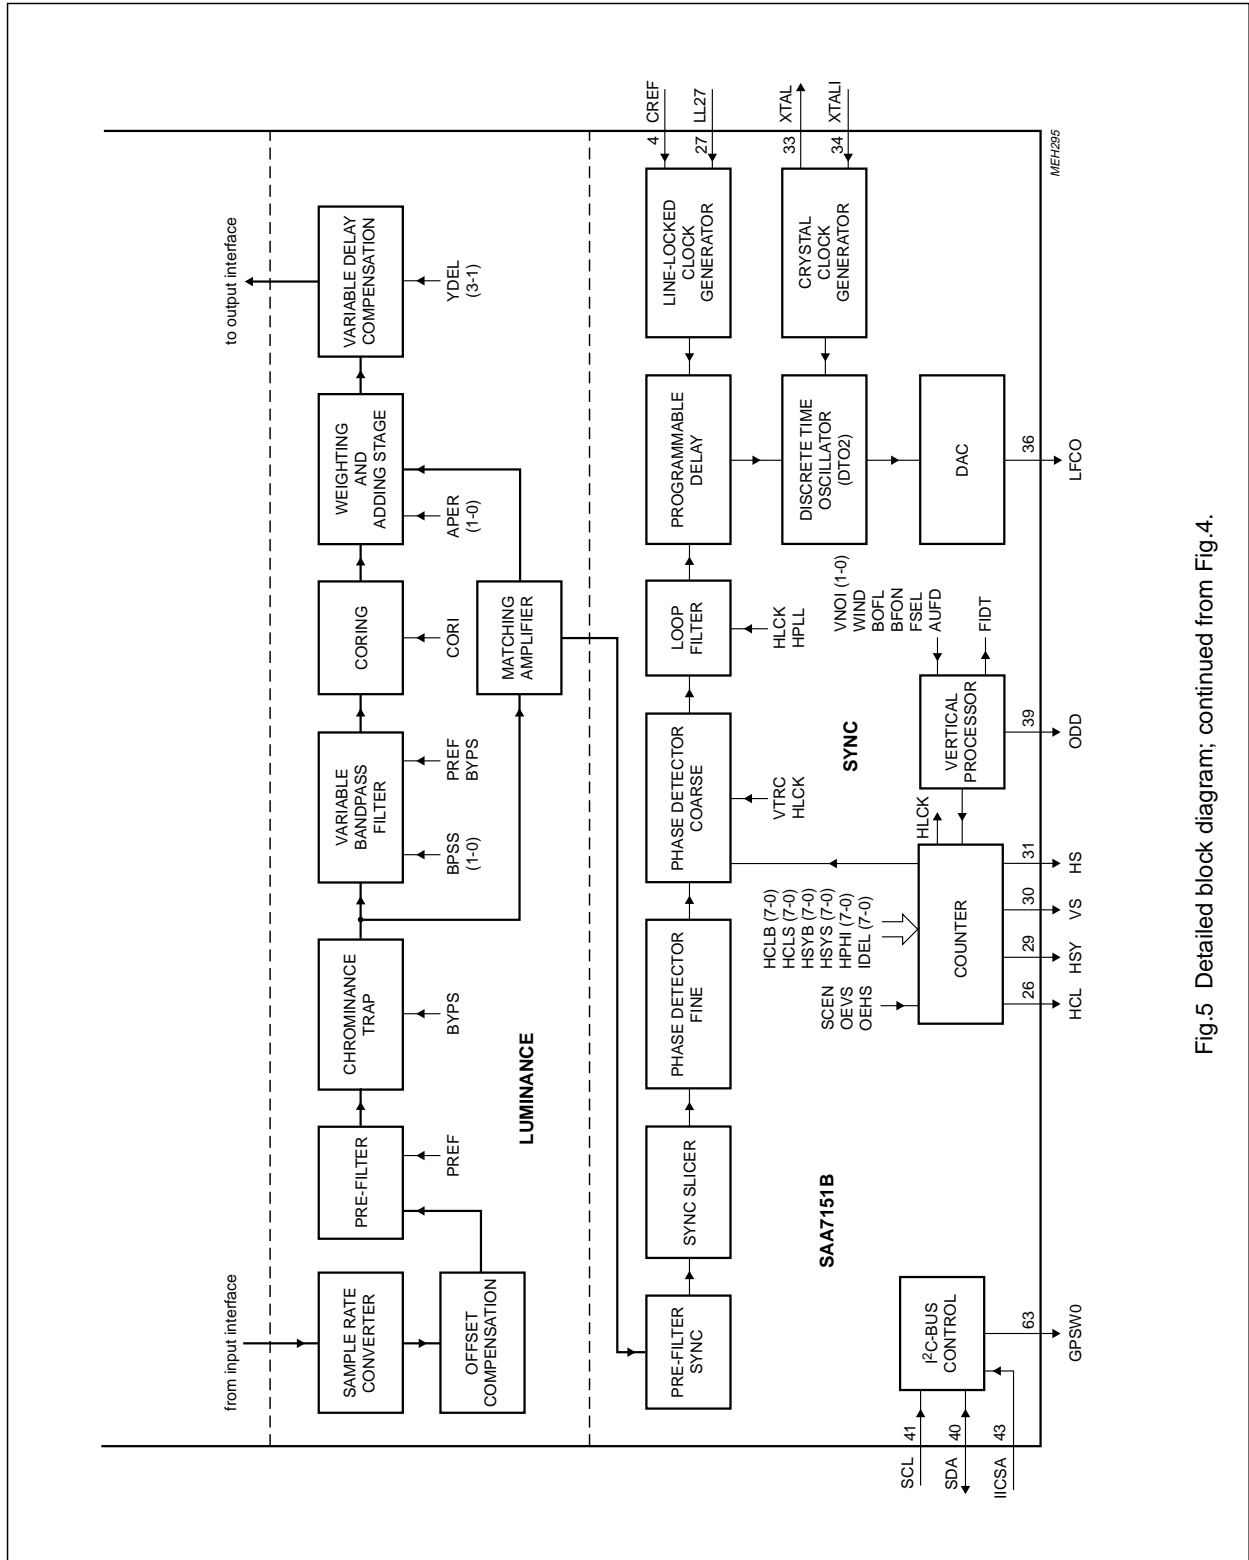 from input interface
to output interface
SAMPLE RATE
CONVERTER
OFFSET
COMPENSATION
PRE-FILTER
PREF
CHROMINANCE
TRAP
BYPS
VARIABLE
BANDPASS
FILTER
BPSS
(1-0)
PREF
BYPS
CORING
CORI
WEIGHTING
AND
ADDING STAGE
APER
(1-0)
VARIABLE DELAY
COMPENSATION
YDEL
(3-1)
MATCHING
AMPLIFIER
LUMINANCE
PRE-FILTER
SYNC
SYNC SLICER
PHASE DETECTOR
FINE
PHASE DETECTOR
COARSE
VTRC
HLCK
LOOP
FILTER
HLCK
HPLL
PROGRAMMABLE
DELAY
LINE-LOCKED
CLOCK
GENERATOR
4 CREF
27 LL27
CRYSTAL
CLOCK
GENERATOR
33 XTAL
34 XTALI
DISCRETE TIME
OSCILLATOR
(DTO2)
DAC
36
LFCO
SYNC
SAA7151B
VNOI (1-0)
WIND
BOFL
BFON
FSEL
AUFD
FIDT
VERTICAL
PROCESSOR
39
ODD
HLCK
HCLB (7-0)
HCLS (7-0)
HSYB (7-0)
HSYS (7-0)
HPHI (7-0)
IDEL (7-0)
SCEN
OEVS
OEHS
COUNTER
26
HCL
29
HSY
30
VS
31
HS
I²C-BUS
CONTROL
SCL 41
SDA 40
IICSA 43
63
GPSW0
MEH295
Fig.5 Detailed block diagram; continued from Fig.4.